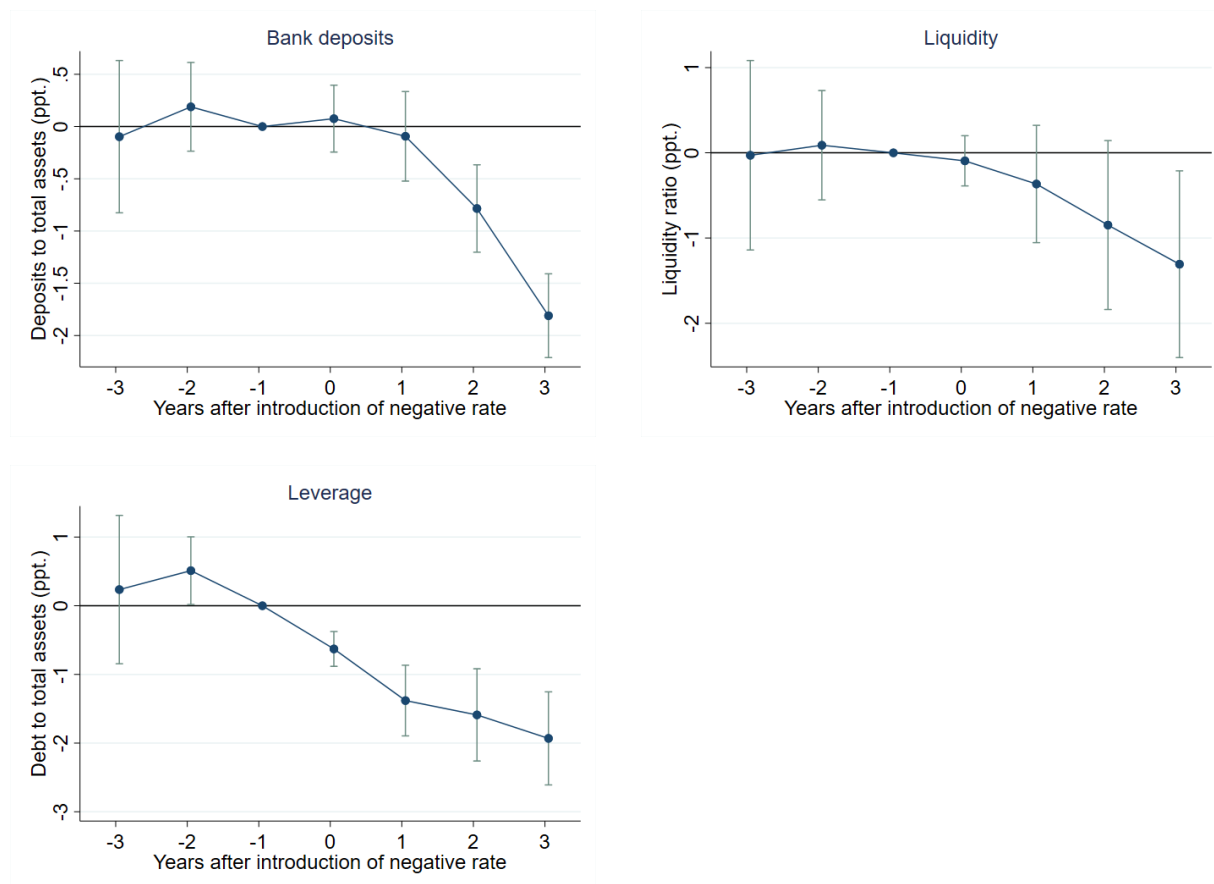 Bank deposits
Deposits to total assets (ppt.)
.5
0
-.5
-1
-1.5
-2
-3 -2 -1 0 1 2 3
Years after introduction of negative rate
Liquidity
Liquidity ratio (ppt.)
1
0
-1
-2
-3 -2 -1 0 1 2 3
Years after introduction of negative rate
Leverage
Debt to total assets (ppt.)
1
0
-1
-2
-3
-3 -2 -1 0 1 2 3
Years after introduction of negative rate